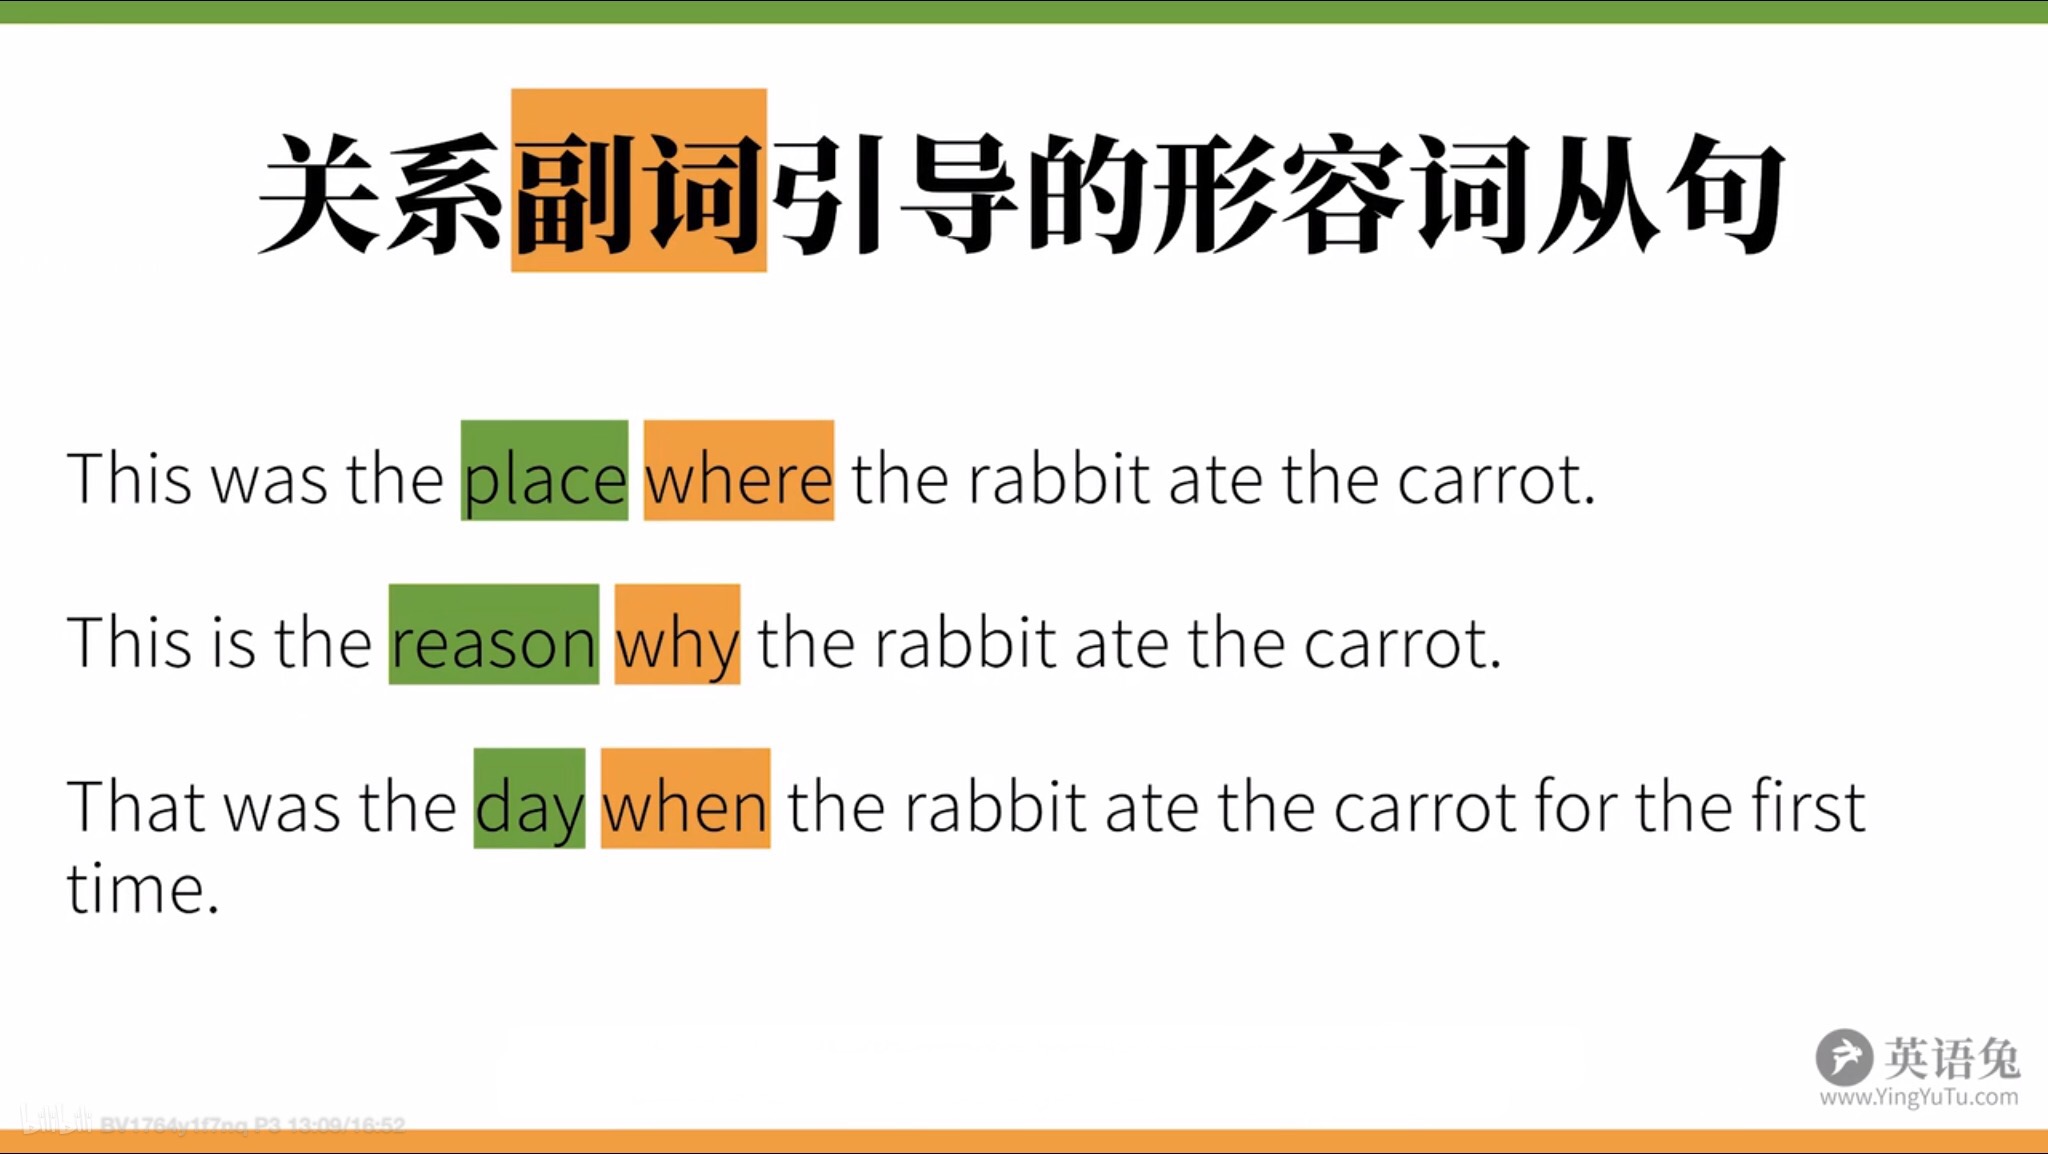 关系副词引导的形容词从句
This was the place where the rabbit ate the carrot.
This is the reason why the rabbit ate the carrot.
That was the day when the rabbit ate the carrot for the first
time.
英语兔
www.YingYuTu.com
bilibili BV1764y1f7nq P3 13:09/16:52